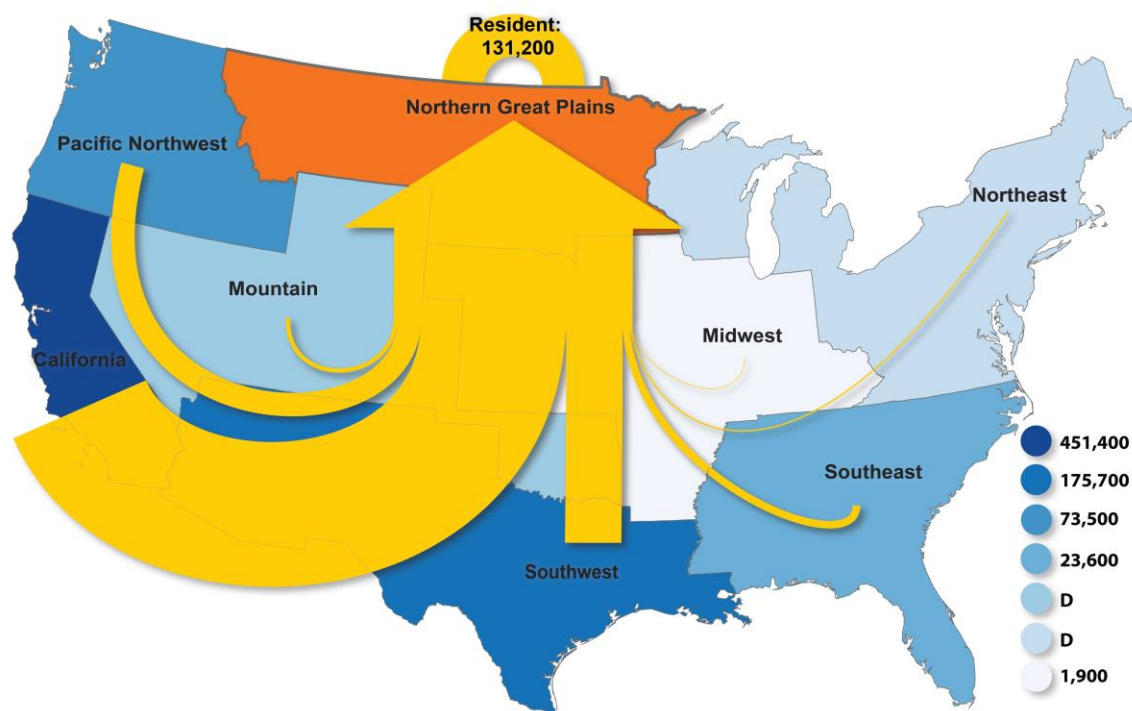 Resident:
131,200
Northern Great Plains
Pacific Northwest
Northeast
Mountain
Midwest
California
Southeast
Southwest
451,400
175,700
73,500
23,600
D
D
1,900